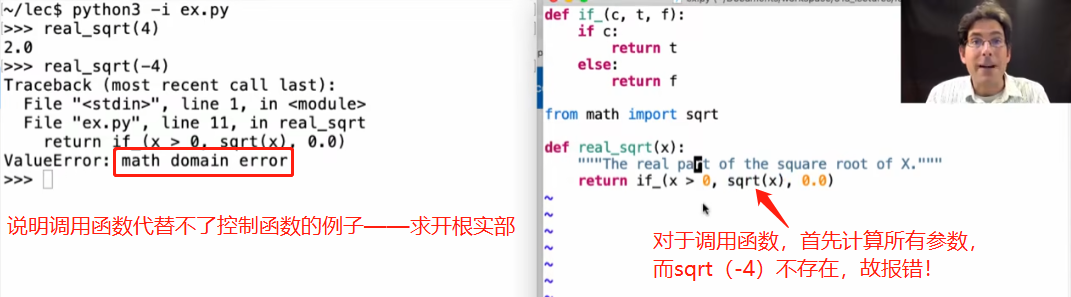 ~/lec$ python3 -i ex.py
>>> real_sqrt(4)
2.0
>>> real_sqrt(-4)
Traceback (most recent call last):
File "<stdin>", line 1, in <module>
File "ex.py", line 11, in real_sqrt
return if_(x > 0, sqrt(x), 0.0)
ValueError: math domain error
>>>
说明调用函数代替不了控制函数的例子——求开根实部
def if_(c, t, f):
if c:
return t
else:
return f
from math import sqrt
def real_sqrt(x):
"""The real part of the square root of X."""
return if_(x > 0, sqrt(x), 0.0)
~
~
~
~
~
~
对于调用函数，首先计算所有参数，
而sqrt（-4）不存在，故报错！